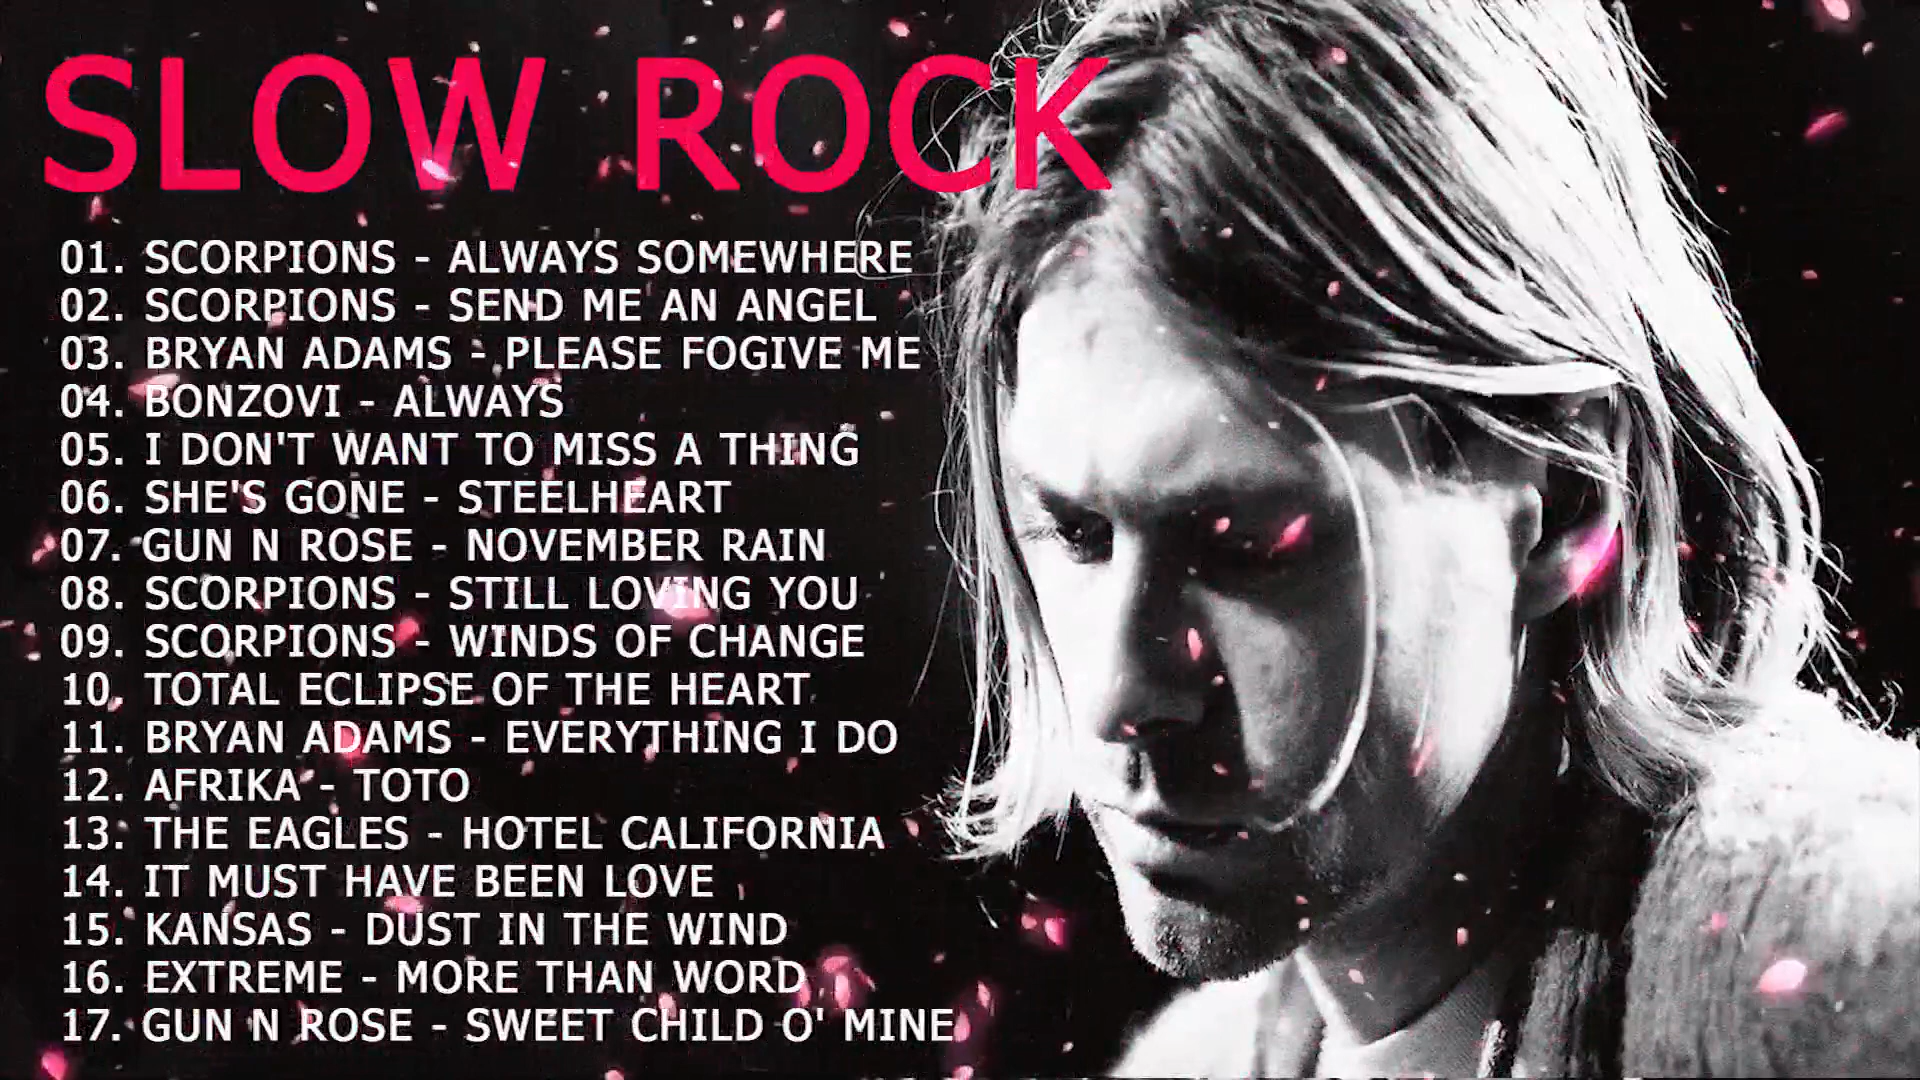 SLOW ROCK
01. SCORPIONS - ALWAYS SOMEWHERE
02. SCORPIONS - SEND ME AN ANGEL
03. BRYAN ADAMS - PLEASE FOGIVE ME
04. BONZOVI - ALWAYS
05. I DON'T WANT TO MISS A THING
06. SHE'S GONE - STEELHEART
07. GUN N ROSE - NOVEMBER RAIN
08. SCORPIONS - STILL LOVING YOU
09. SCORPIONS - WINDS OF CHANGE
10. TOTAL ECLIPSE OF THE HEART
11. BRYAN ADAMS - EVERYTHING I DO
12. AFRIKA - TOTO
13. THE EAGLES - HOTEL CALIFORNIA
14. IT MUST HAVE BEEN LOVE
15. KANSAS - DUST IN THE WIND
16. EXTREME - MORE THAN WORD
17. GUN N ROSE - SWEET CHILD O' MINE